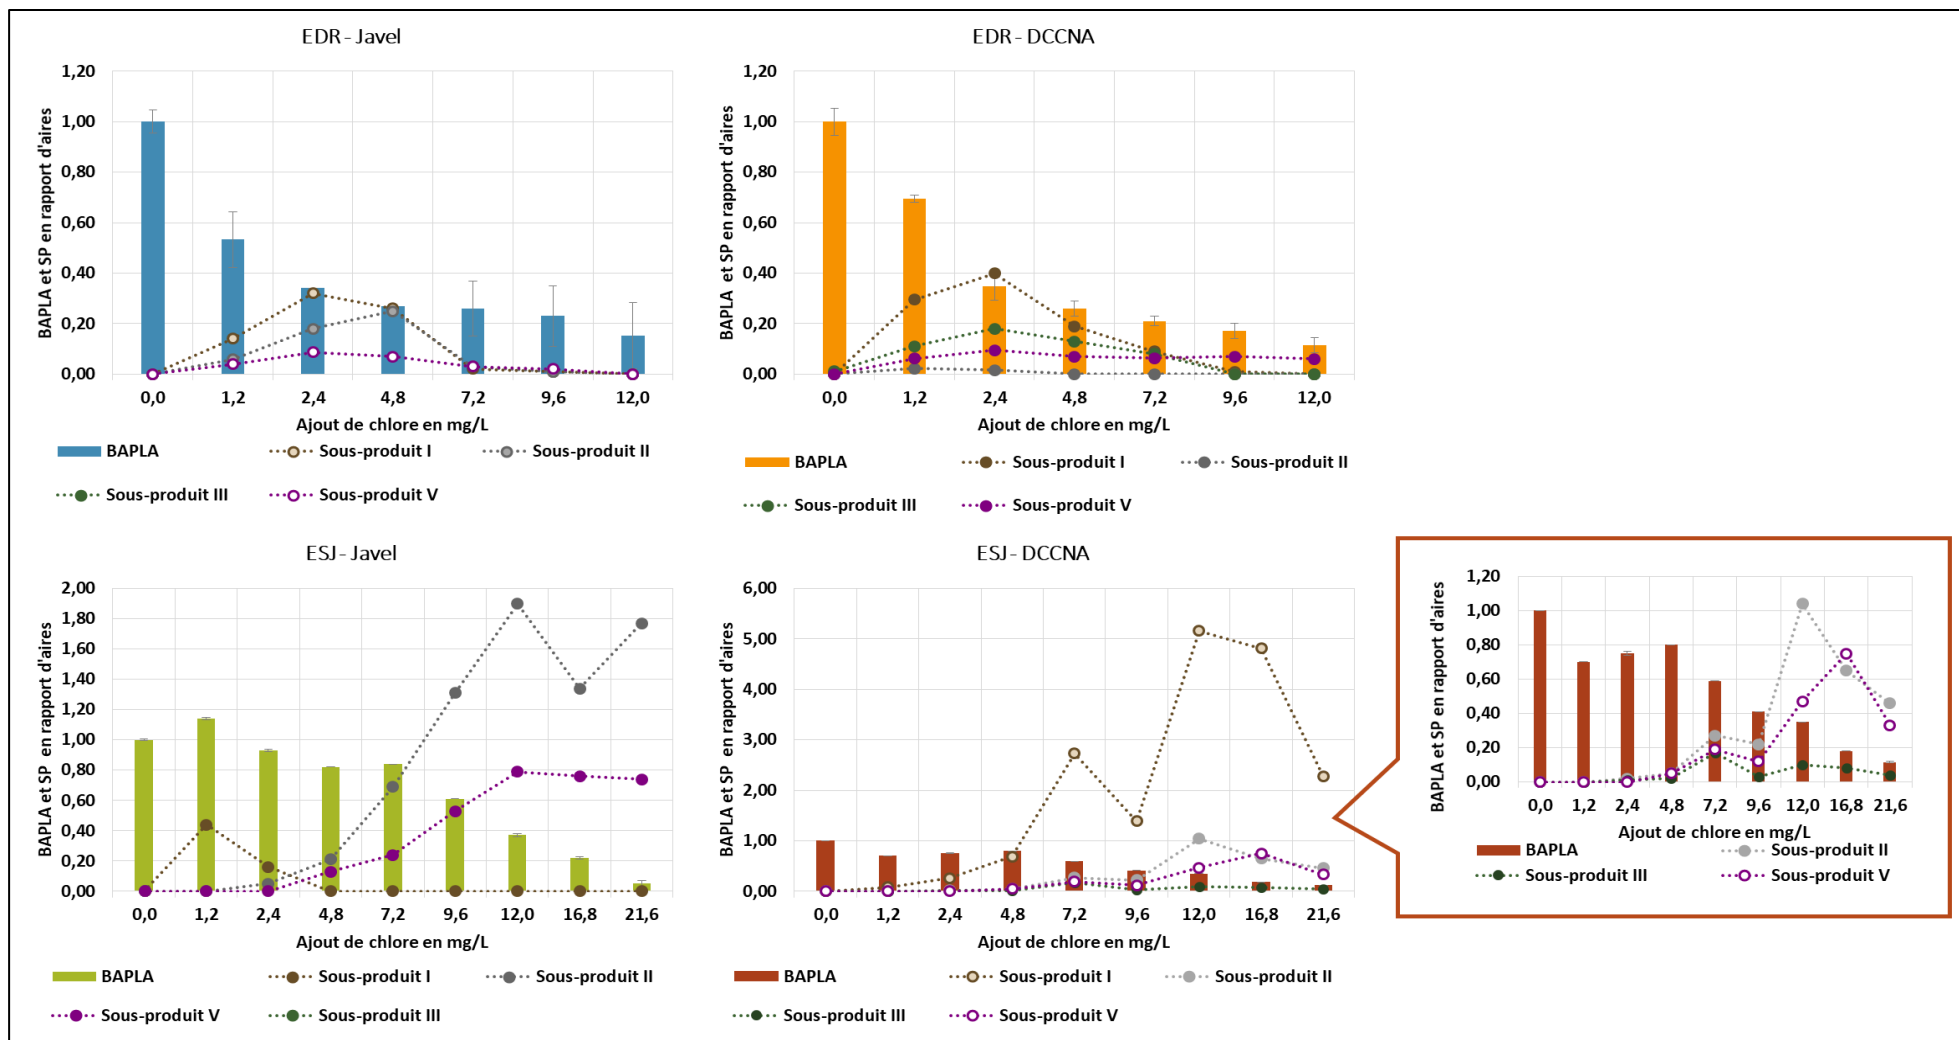 EDR - Javel
BAPLA et SP en rapport d'aires
1,20
1,00
0,80
0,60
0,40
0,20
0,00
0,0 1,2 2,4 4,8 7,2 9,6 12,0
Ajout de chlore en mg/L
BAPLA Sous-produit I Sous-produit II
Sous-produit III Sous-produit V
EDR - DCCNA
BAPLA et SP en rapport d'aires
1,20
1,00
0,80
0,60
0,40
0,20
0,00
0,0 1,2 2,4 4,8 7,2 9,6 12,0
Ajout de chlore en mg/L
BAPLA Sous-produit I Sous-produit II
Sous-produit III Sous-produit V
ESJ - Javel
BAPLA et SP en rapport d'aires
2,00
1,80
1,60
1,40
1,20
1,00
0,80
0,60
0,40
0,20
0,00
0,0 1,2 2,4 4,8 7,2 9,6 12,0 16,8 21,6
Ajout de chlore en mg/L
BAPLA Sous-produit I Sous-produit II
Sous-produit V Sous-produit III
ESJ - DCCNA
BAPLA et SP en rapport d'aires
6,00
5,00
4,00
3,00
2,00
1,00
0,00
0,0 1,2 2,4 4,8 7,2 9,6 12,0 16,8 21,6
Ajout de chlore en mg/L
BAPLA Sous-produit I Sous-produit II
Sous-produit III Sous-produit V
BAPLA et SP en rapport d'aires
1,20
1,00
0,80
0,60
0,40
0,20
0,00
0,0 1,2 2,4 4,8 7,2 9,6 12,0 16,8 21,6
Ajout de chlore en mg/L
BAPLA Sous-produit II
Sous-produit III Sous-produit V